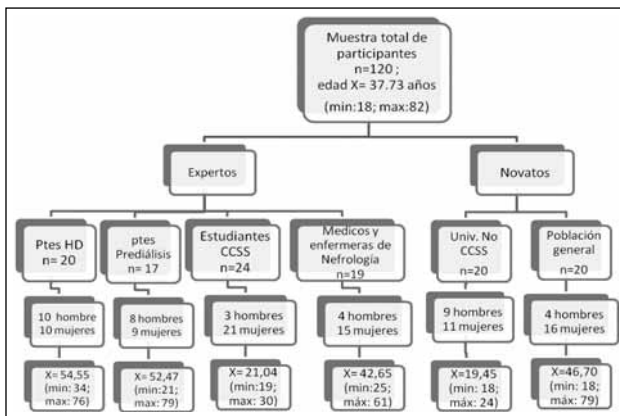 Muestra total de
participantes
n=120 ;
edad X= 37.73 años
(min:18; max:82)
Expertos
Novatos
Ptes HD
n= 20
ptes
Prediálisis
n= 17
Estudiantes
CCSS
n=24
Medicos y
enfermeras de
Nefrología
n=19
Univ. No
CCSS
n=20
Población
general
n=20
10 hombre
10 mujeres
8 hombres
9 mujeres
3 hombres
21 mujeres
4 hombres
15 mujeres
9 hombres
11 mujeres
4 hombres
16 mujeres
X= 54,55
(min: 34;
max: 76)
X= 52,47
(min:21;
max: 79)
X= 21,04
(min:19;
max: 30)
X= 42,65
(min:25;
máx: 61)
X=19,45
(min: 18;
máx: 24)
X=46,70
(min: 18;
máx: 79)